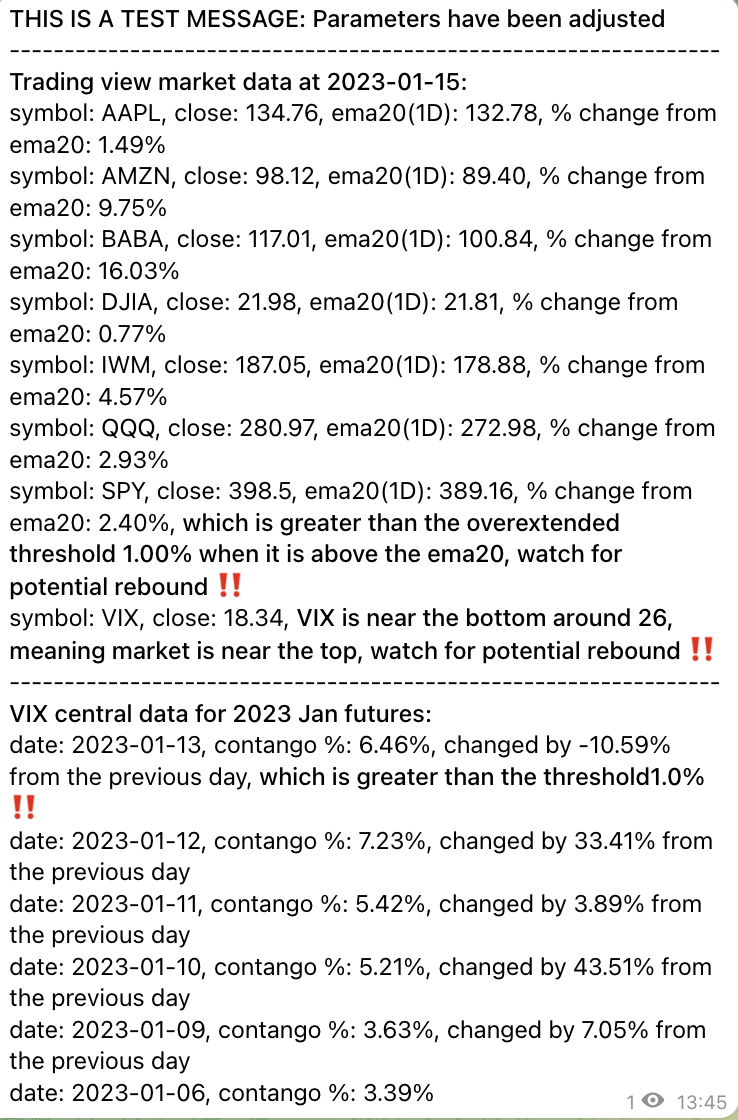 THIS IS A TEST MESSAGE: Parameters have been adjusted
-----------------------------------------------------------------
Trading view market data at 2023-01-15:
symbol: AAPL, close: 134.76, ema20(1D): 132.78, % change from
ema20: 1.49%
symbol: AMZN, close: 98.12, ema20(1D): 89.40, % change from
ema20: 9.75%
symbol: BABA, close: 117.01, ema20(1D): 100.84, % change from
ema20: 16.03%
symbol: DJIA, close: 21.98, ema20(1D): 21.81, % change from
ema20: 0.77%
symbol: IWM, close: 187.05, ema20(1D): 178.88, % change from
ema20: 4.57%
symbol: QQQ, close: 280.97, ema20(1D): 272.98, % change from
ema20: 2.93%
symbol: SPY, close: 398.5, ema20(1D): 389.16, % change from
ema20: 2.40%, which is greater than the overextended
threshold 1.00% when it is above the ema20, watch for
potential rebound ‼️
symbol: VIX, close: 18.34, VIX is near the bottom around 26,
meaning market is near the top, watch for potential rebound ‼️
-----------------------------------------------------------------
VIX central data for 2023 Jan futures:
date: 2023-01-13, contango %: 6.46%, changed by -10.59%
from the previous day, which is greater than the threshold1.0%
‼️
date: 2023-01-12, contango %: 7.23%, changed by 33.41% from
the previous day
date: 2023-01-11, contango %: 5.42%, changed by 3.89% from
the previous day
date: 2023-01-10, contango %: 5.21%, changed by 43.51% from
the previous day
date: 2023-01-09, contango %: 3.63%, changed by 7.05% from
the previous day
date: 2023-01-06, contango %: 3.39%
1 13:45